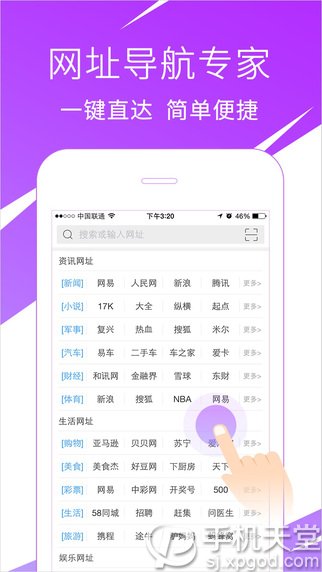 网址导航专家
一键直达 简单便捷
中国联通 下午3:20 46%
搜索或输入网址
资讯网址
[新闻] 网易 人民网 新浪 腾讯 更多>
[小说] 17K 大全 纵横 起点 更多>
[军事] 复兴 热血 搜狐 米尔 更多>
[汽车] 易车 二手车 车之家 爱卡 更多>
[财经] 和讯网 金融界 雪球 东财 更多>
[体育] 新浪 搜狐 NBA 网易 更多>
生活网址
[购物] 亚马逊 贝贝网 苏宁
[美食] 美食杰 好豆网 下厨房 天下
[彩票] 网易 中彩网 开奖号 500
[生活] 58同城 招聘 赶集 问医生
[旅游] 携程 途牛 驴妈妈 蚂蜂窝 更多>
娱乐网址
手机天堂
sj.xpgod.com